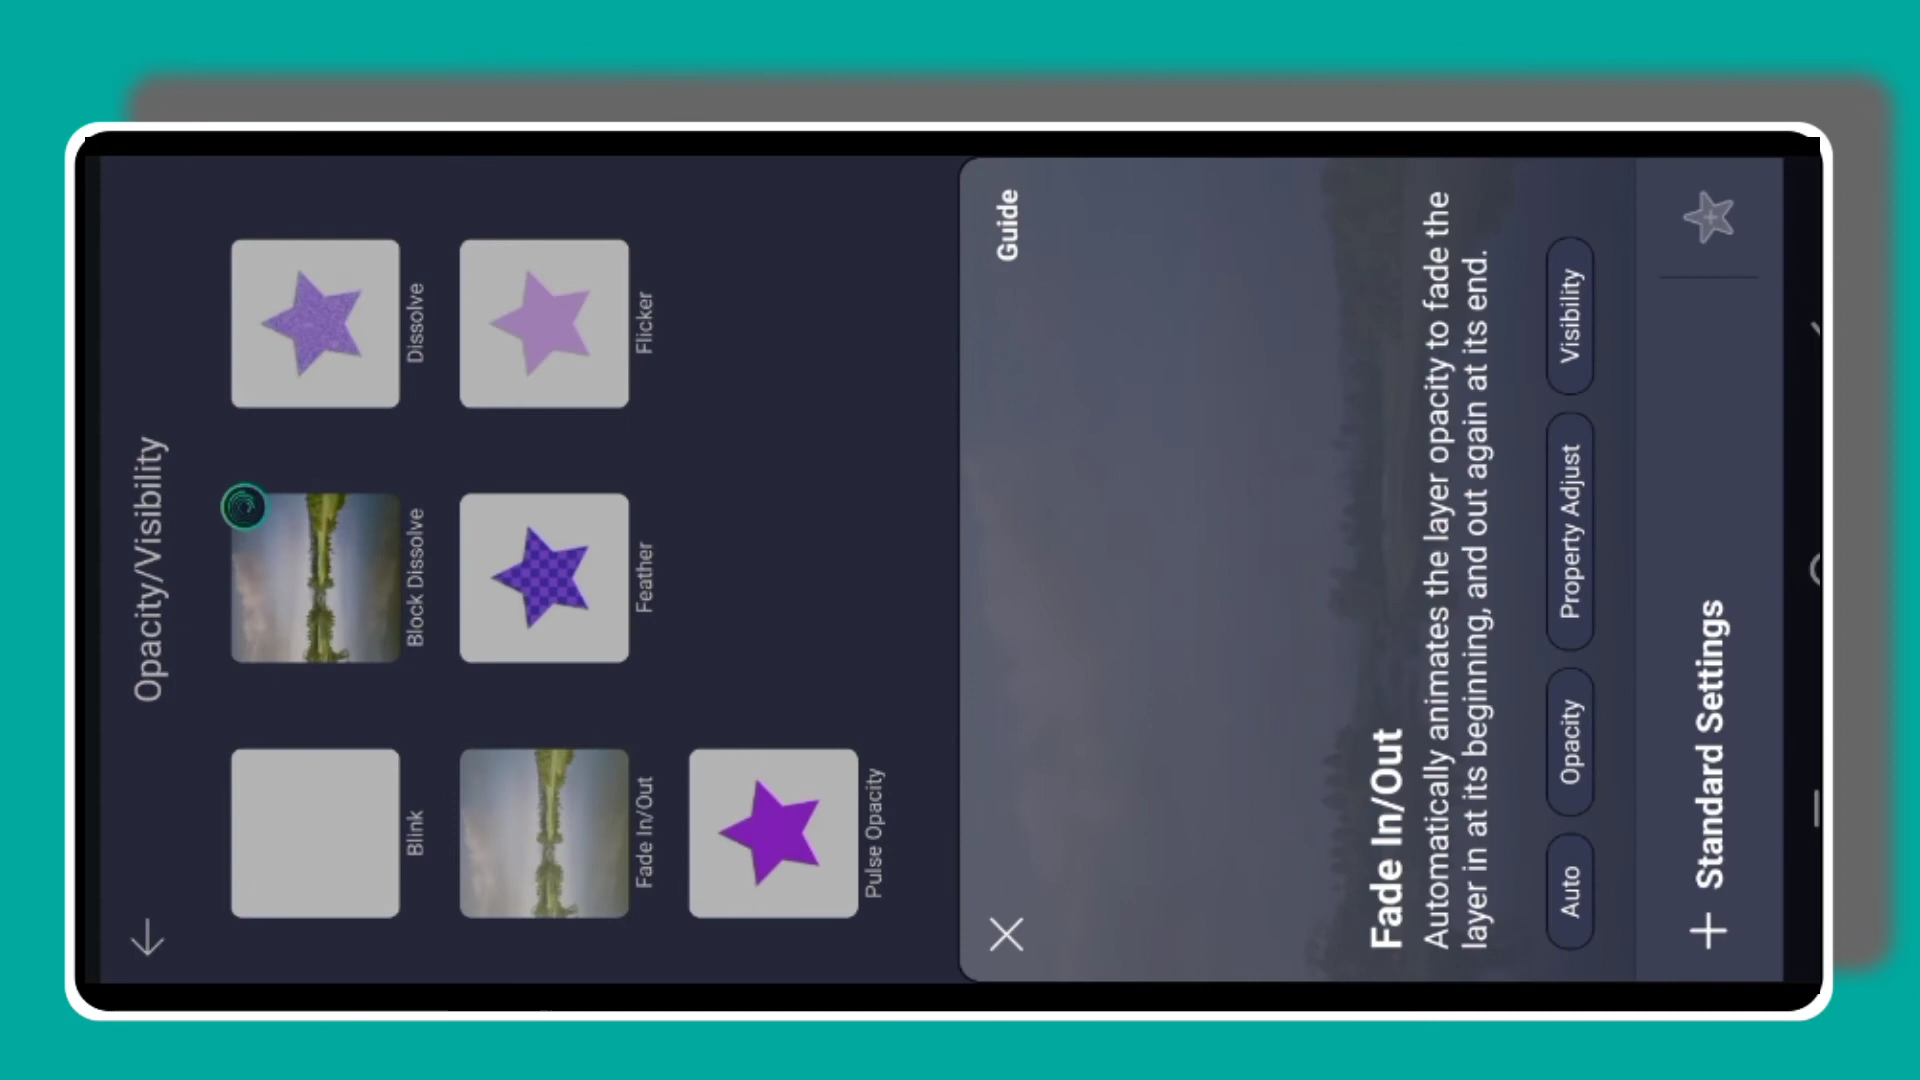 Opacity/Visibility
Blink
Block Dissolve
Dissolve
Fade In/Out
Feather
Flicker
Pulse Opacity
Guide
Fade In/Out
Automatically animates the layer opacity to fade the
layer in at its beginning, and out again at its end.
Auto
Opacity
Property Adjust
Visibility
Standard Settings